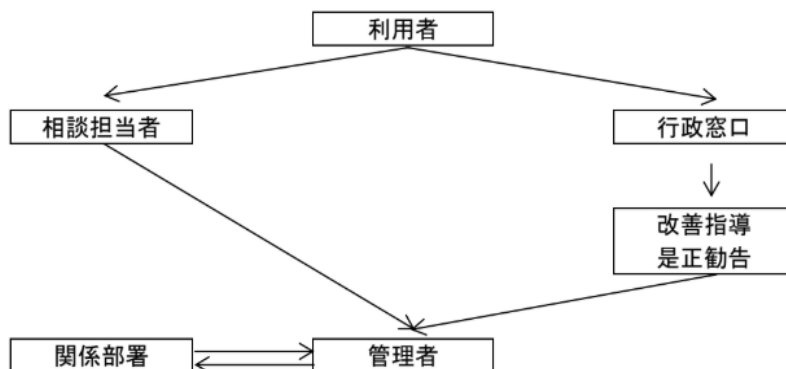 利用者
相談担当者
行政窓口
改善指導
是正勧告
関係部署
管理者